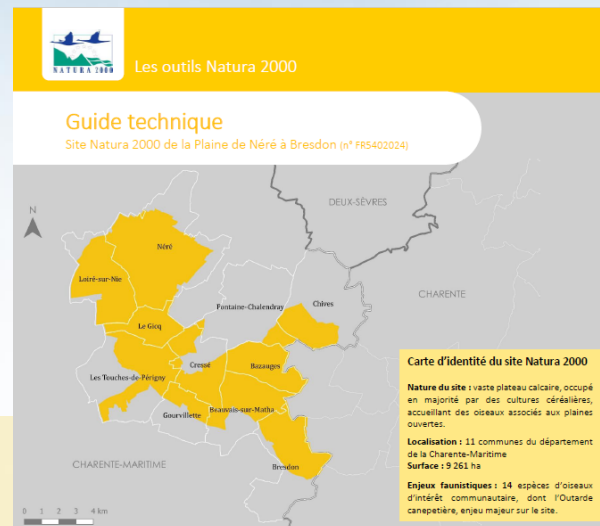 NATURA 2000
Les outils Natura 2000
Guide technique
Site Natura 2000 de la Plaine de Néré à Bresdon (n° FR5402024)
N
DEUX-SÈVRES
Néré
Loiré-sur-Nie
CHARENTE
Fontaine-Chalendray
Chives
Le Gicq
Cressé
Bazauges
Les Touches-de-Périgny
Beauvais-sur-Matha
Gourvillette
CHARENTE-MARITIME
Bresdon
0 1 2 3 4 km
Carte d'identité du site Natura 2000
Nature du site : vaste plateau calcaire, occupé
en majorité par des cultures céréalières,
accueillant des oiseaux associés aux plaines
ouvertes.
Localisation : 11 communes du département
de la Charente-Maritime
Surface : 9 261 ha
Enjeux faunistiques : 14 espèces d'oiseaux
d'intérêt communautaire, dont l'Outarde
canepetière, enjeu majeur sur le site.